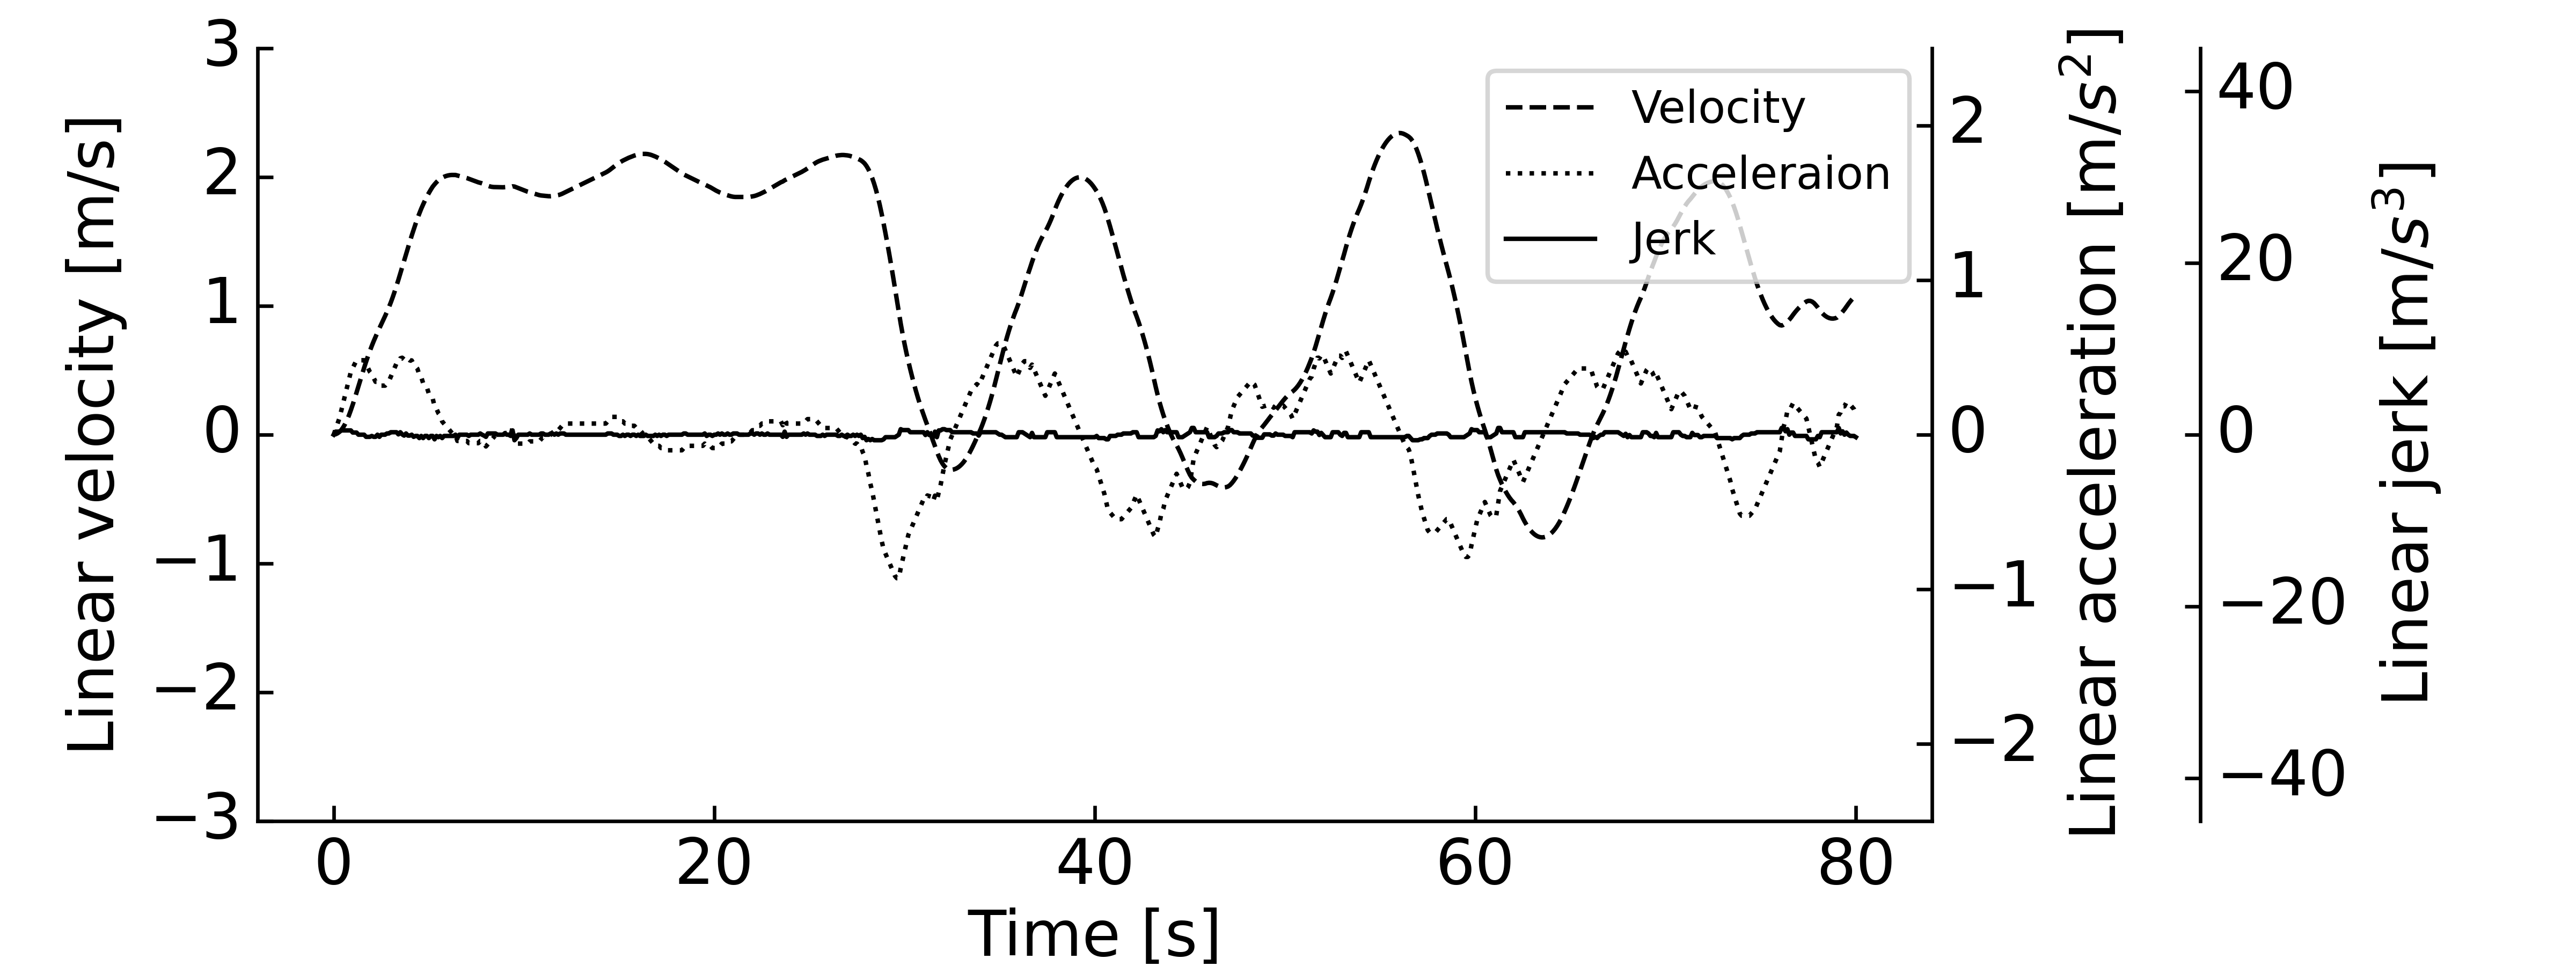 Linear velocity [m/s]
3
2
1
0
−1
−2
−3
0 20 40 60 80
Time [s]
Velocity
Acceleraion
Jerk
2
1
0
−1
−2
Linear acceleration [m/s²]
40
20
0
−20
−40
Linear jerk [m/s³]